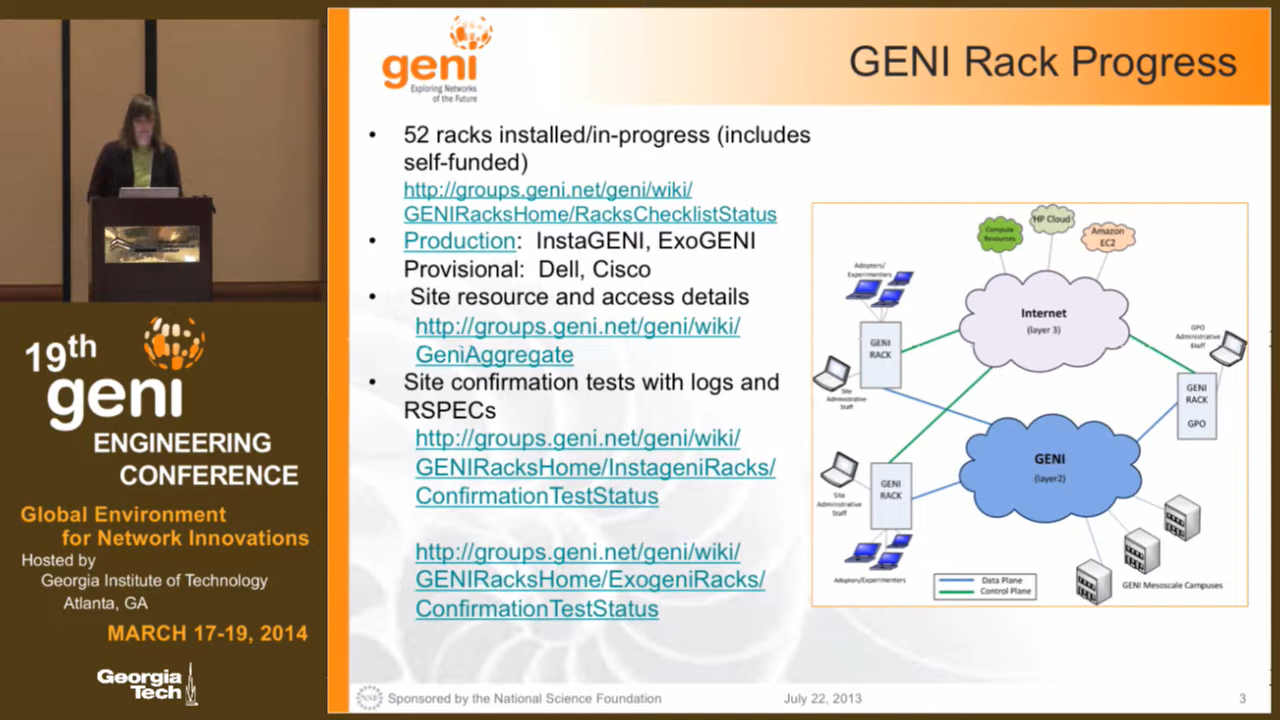 19th
geni
ENGINEERING
CONFERENCE
Global Environment
for Network Innovations
Hosted by
Georgia Institute of Technology
Atlanta, GA
MARCH 17-19, 2014
Georgia
Tech
geni
Exploring Networks
of the Future
GENI Rack Progress
• 52 racks installed/in-progress (includes
self-funded)
http://groups.geni.net/geni/wiki/
GENIRacksHome/RacksChecklistStatus
• Production: InstaGENI, ExoGENI
Provisional: Dell, Cisco
• Site resource and access details
http://groups.geni.net/geni/wiki/
GeniAggregate
• Site confirmation tests with logs and
RSPECs
http://groups.geni.net/geni/wiki/
GENIRacksHome/InstageniRacks/
ConfirmationTestStatus
http://groups.geni.net/geni/wiki/
GENIRacksHome/ExogeniRacks/
ConfirmationTestStatus
Compute
Resources
HP Cloud
Amazon
EC2
Adopters/
Experimenters
Internet
(layer 3)
GENI
RACK
Site
Administrative
Staff
GPO
Administrative
Staff
GENI
RACK
GPO
GENI
(layer2)
GENI
RACK
Site
Administrative
Staff
Adopters/Experimenters
Data Plane
Control Plane
GENI Mesoscale Campuses
NSF
Sponsored by the National Science Foundation
July 22, 2013
3